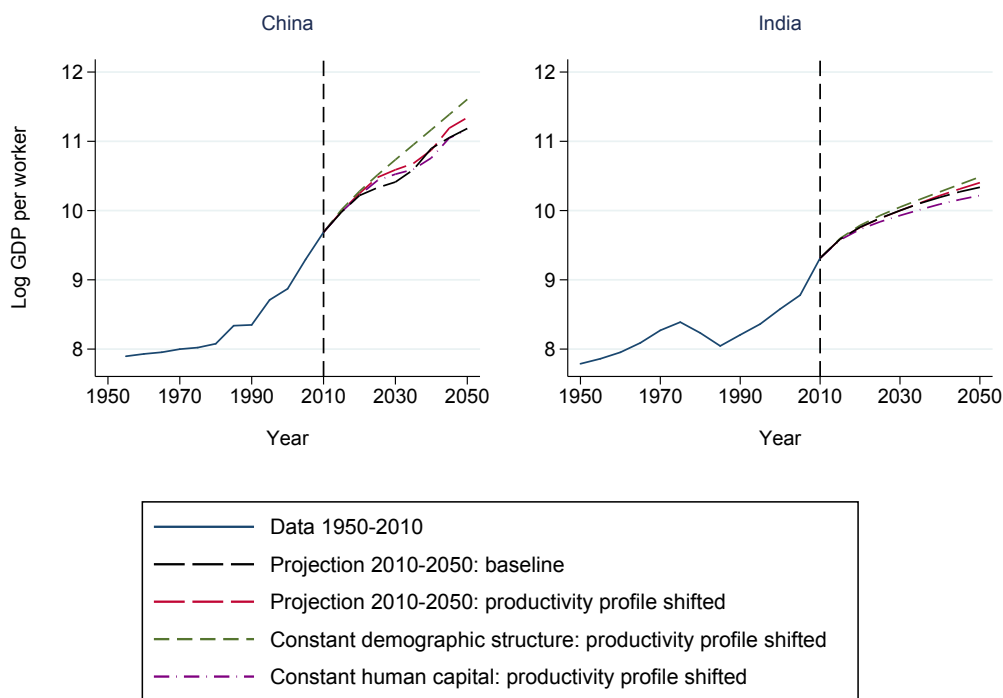 China
India
Log GDP per worker
12
11
10
9
8
1950 1970 1990 2010 2030 2050
Year
12
11
10
9
8
1950 1970 1990 2010 2030 2050
Year
Data 1950-2010
Projection 2010-2050: baseline
Projection 2010-2050: productivity profile shifted
Constant demographic structure: productivity profile shifted
Constant human capital: productivity profile shifted